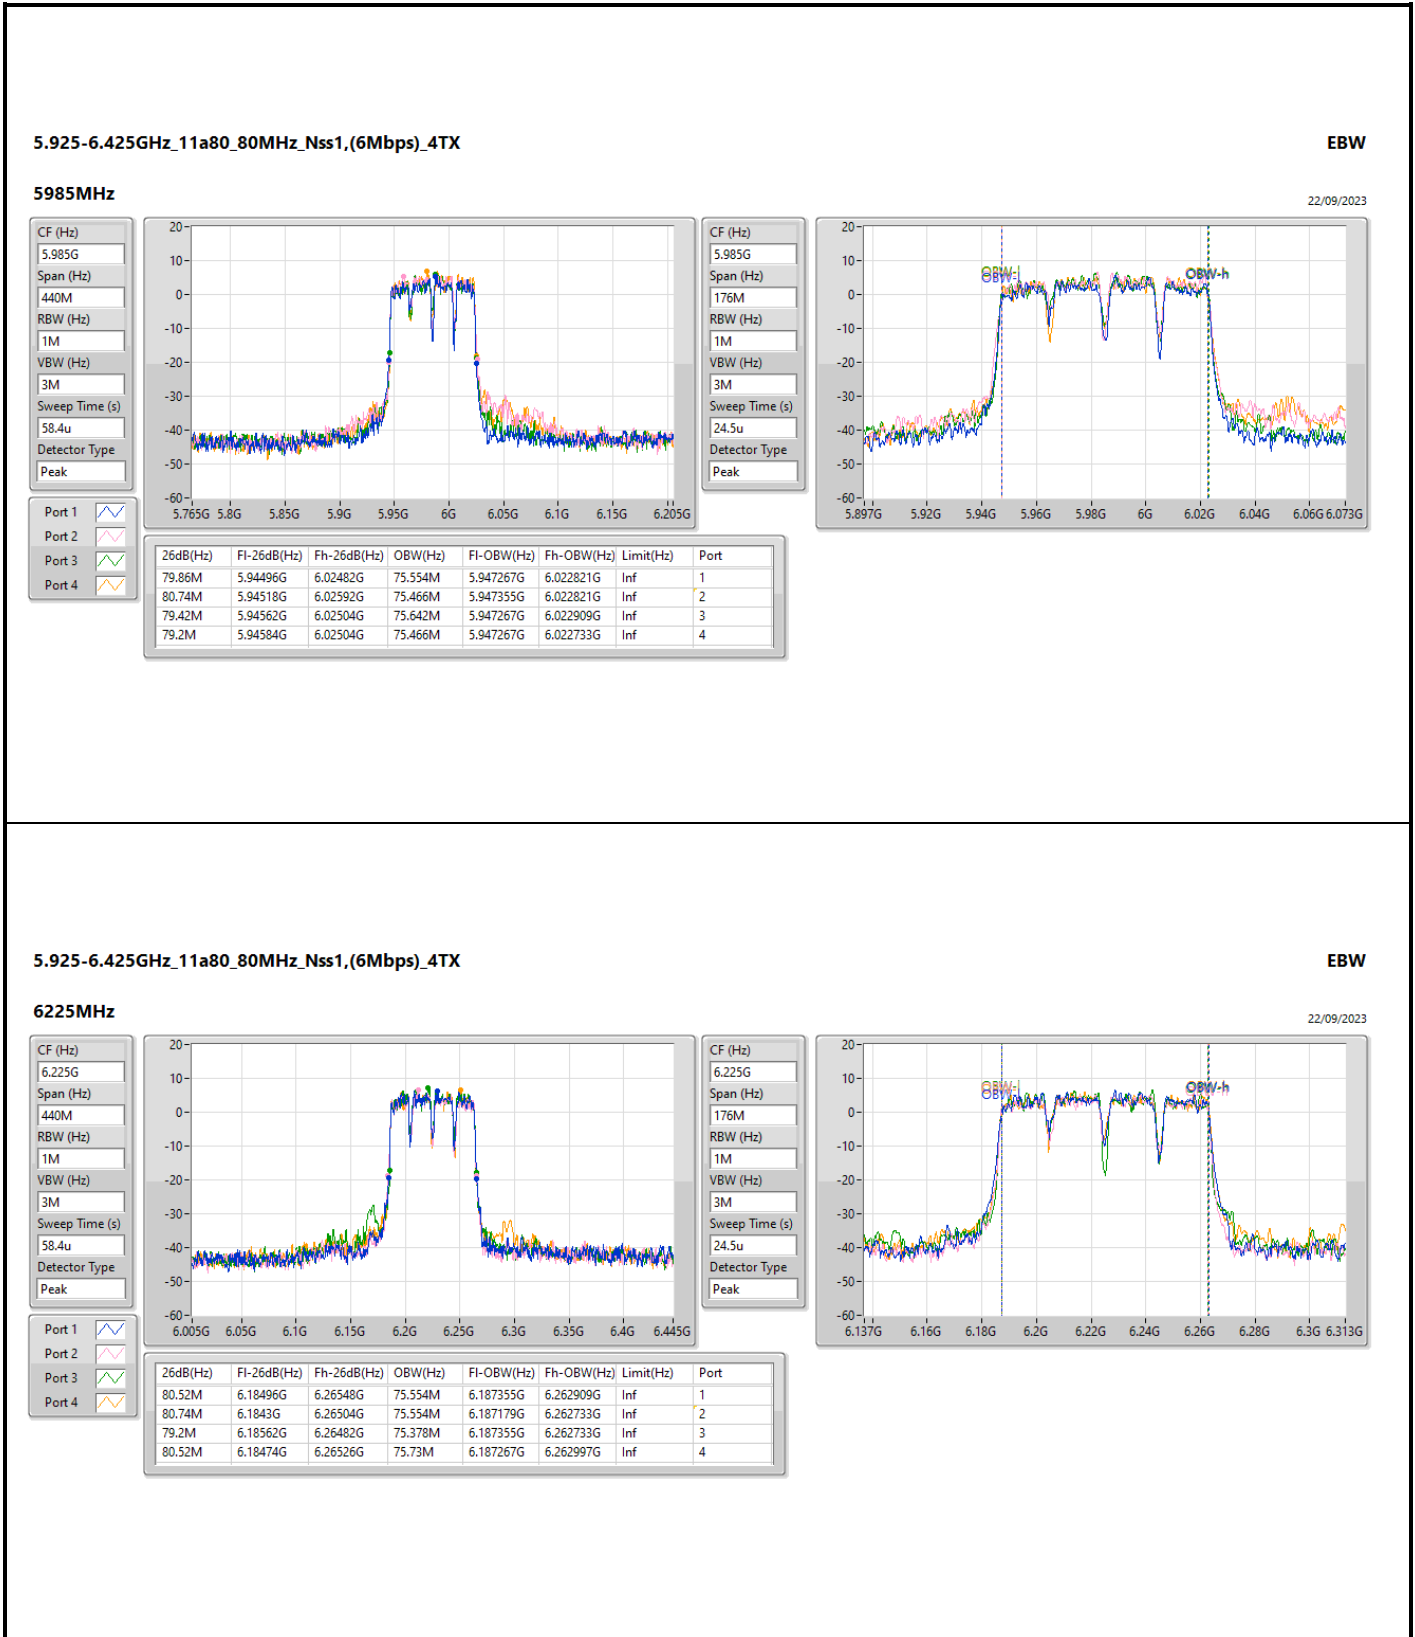 5.925-6.425GHz_11a80_80MHz_Nss1,(6Mbps)_4TX EBW
5985MHz
22/09/2023
CF (Hz)
5.985G
Span (Hz)
440M
RBW (Hz)
1M
VBW (Hz)
3M
Sweep Time (s)
58.4u
Detector Type
Peak
Port 1
Port 2
Port 3
Port 4
20
10
0
-10
-20
-30
-40
-50
-60
5.765G 5.8G 5.85G 5.9G 5.95G 6G 6.05G 6.1G 6.15G 6.205G
CF (Hz)
5.985G
Span (Hz)
176M
RBW (Hz)
1M
VBW (Hz)
3M
Sweep Time (s)
24.5u
Detector Type
Peak
20
10
0
-10
-20
-30
-40
-50
-60
OBW-l OBW-h
5.897G 5.92G 5.94G 5.96G 5.98G 6G 6.02G 6.04G 6.06G 6.073G
26dB(Hz) Fl-26dB(Hz) Fh-26dB(Hz) OBW(Hz) Fl-OBW(Hz) Fh-OBW(Hz) Limit(Hz) Port
79.86M 5.94496G 6.02482G 75.554M 5.947267G 6.022821G Inf 1
80.74M 5.94518G 6.02592G 75.466M 5.947355G 6.022821G Inf 2
79.42M 5.94562G 6.02504G 75.642M 5.947267G 6.022909G Inf 3
79.2M 5.94584G 6.02504G 75.466M 5.947267G 6.022733G Inf 4
5.925-6.425GHz_11a80_80MHz_Nss1,(6Mbps)_4TX EBW
6225MHz
22/09/2023
CF (Hz)
6.225G
Span (Hz)
440M
RBW (Hz)
1M
VBW (Hz)
3M
Sweep Time (s)
58.4u
Detector Type
Peak
Port 1
Port 2
Port 3
Port 4
20
10
0
-10
-20
-30
-40
-50
-60
6.005G 6.05G 6.1G 6.15G 6.2G 6.25G 6.3G 6.35G 6.4G 6.445G
CF (Hz)
6.225G
Span (Hz)
176M
RBW (Hz)
1M
VBW (Hz)
3M
Sweep Time (s)
24.5u
Detector Type
Peak
20
10
0
-10
-20
-30
-40
-50
-60
OBW-l OBW-h
6.137G 6.16G 6.18G 6.2G 6.22G 6.24G 6.26G 6.28G 6.3G 6.313G
26dB(Hz) Fl-26dB(Hz) Fh-26dB(Hz) OBW(Hz) Fl-OBW(Hz) Fh-OBW(Hz) Limit(Hz) Port
80.52M 6.18496G 6.26548G 75.554M 6.187355G 6.262909G Inf 1
80.74M 6.1843G 6.26504G 75.554M 6.187179G 6.262733G Inf 2
79.2M 6.18562G 6.26482G 75.378M 6.187355G 6.262733G Inf 3
80.52M 6.18474G 6.26526G 75.73M 6.187267G 6.262997G Inf 4